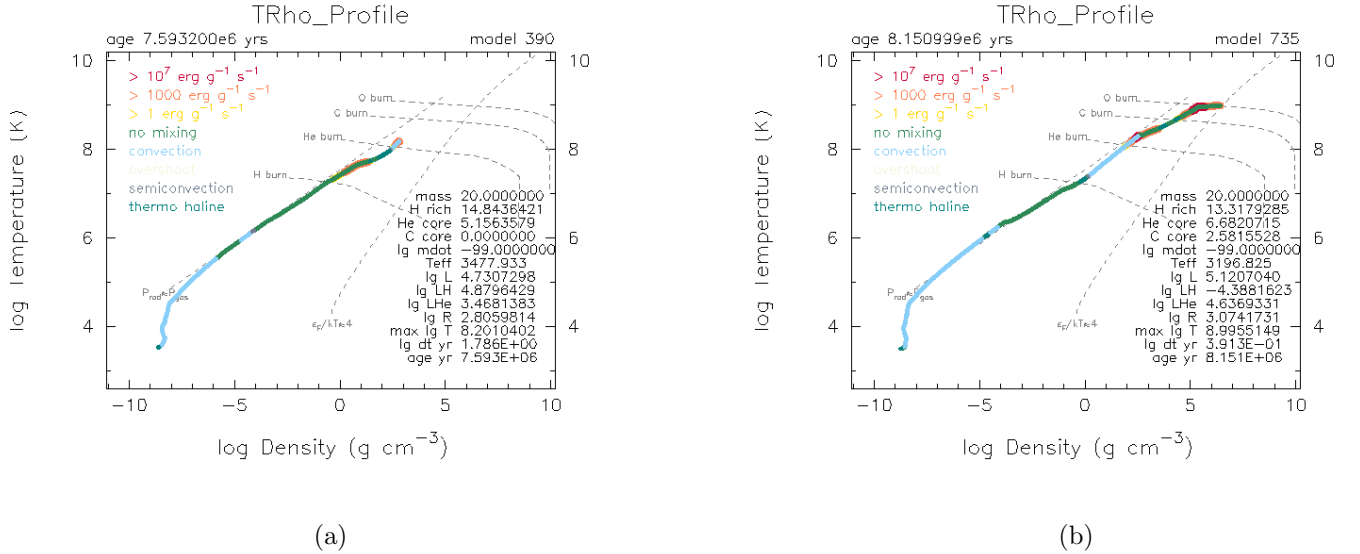 TRho_Profile
age 7.593200e6 yrs model 390
> 10⁷ erg g⁻¹ s⁻¹
> 1000 erg g⁻¹ s⁻¹
> 1 erg g⁻¹ s⁻¹
no mixing
convection
overshoot
semiconvection
thermo haline
O burn
C burn
He burn
H burn
P_rad≈P_gas
ε_F/kT≈4
mass 20.0000000
H rich 14.8436421
He core 5.1563579
C core 0.0000000
lg mdot −99.0000000
Teff 3477.933
lg L 4.7307298
lg LH 4.8796429
lg LHe 3.4681383
lg R 2.8059814
max lg T 8.2010402
lg dt yr 1.786E+00
age yr 7.593E+06
10 10
8 8
6 6
4 4
−10 −5 0 5 10
log Temperature (K)
log Density (g cm⁻³)
(a)
TRho_Profile
age 8.150999e6 yrs model 735
> 10⁷ erg g⁻¹ s⁻¹
> 1000 erg g⁻¹ s⁻¹
> 1 erg g⁻¹ s⁻¹
no mixing
convection
overshoot
semiconvection
thermo haline
O burn
C burn
He burn
H burn
P_rad≈P_gas
ε_F/kT≈4
mass 20.0000000
H rich 13.3179285
He core 6.6820715
C core 2.5815528
lg mdot −99.0000000
Teff 3196.825
lg L 5.1207040
lg LH −4.3881623
lg LHe 4.6369331
lg R 3.0741731
max lg T 8.9955149
lg dt yr 3.913E−01
age yr 8.151E+06
10 10
8 8
6 6
4 4
−10 −5 0 5 10
log Temperature (K)
log Density (g cm⁻³)
(b)